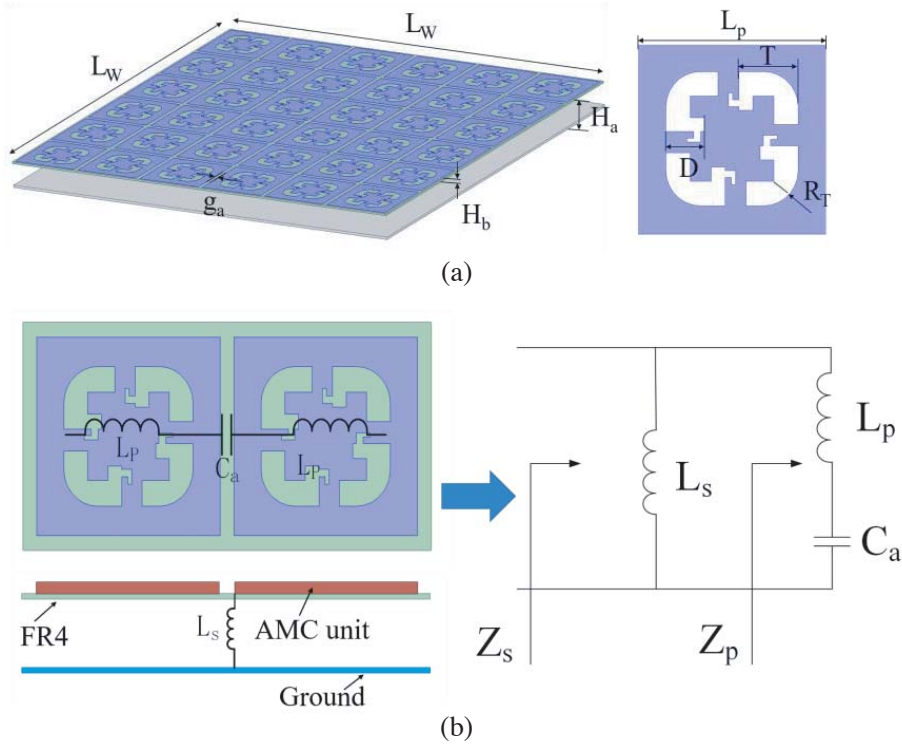 L_W
L_W
H_a
g_a
H_b
L_p
T
D
R_T
(a)
L_P
C_a
L_P
FR4
L_s
AMC unit
Ground
L_s
L_p
C_a
Z_s
Z_p
(b)